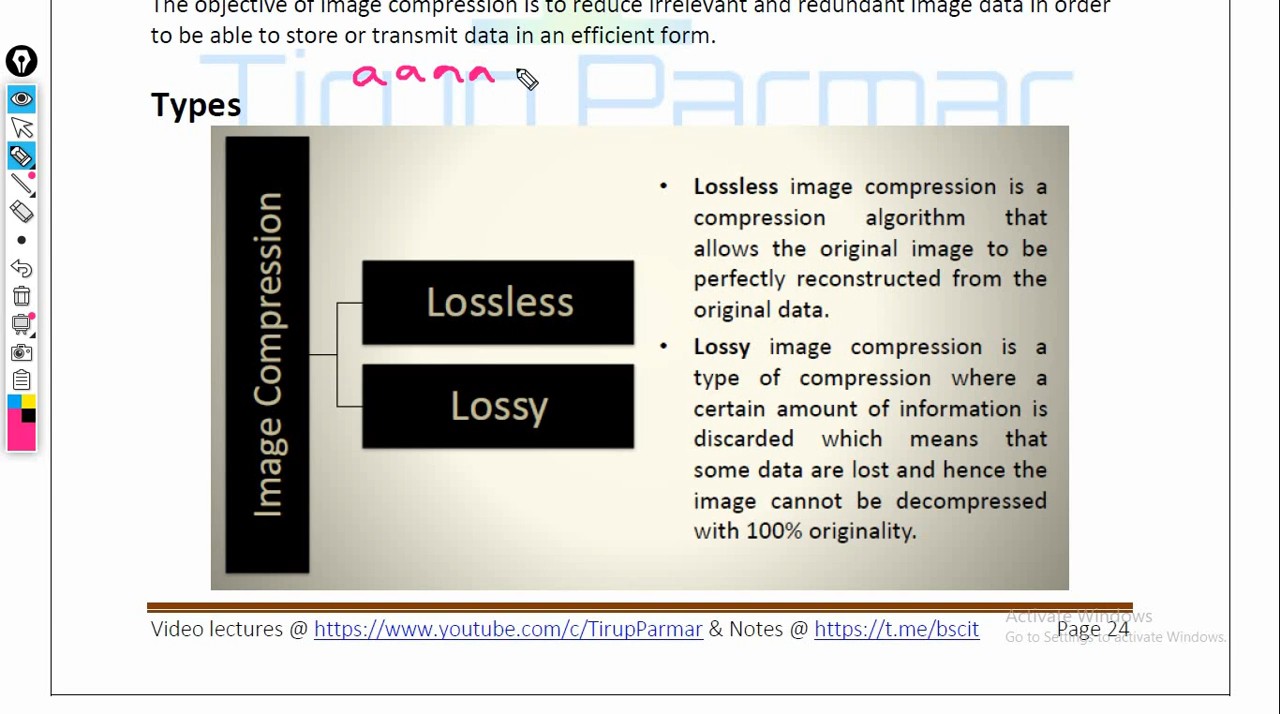 The objective of image compression is to reduce irrelevant and redundant image data in order
to be able to store or transmit data in an efficient form.
Tirup Parmar
a a a a
Types
Image Compression
Lossless
Lossy
• Lossless image compression is a
compression algorithm that
allows the original image to be
perfectly reconstructed from the
original data.
• Lossy image compression is a
type of compression where a
certain amount of information is
discarded which means that
some data are lost and hence the
image cannot be decompressed
with 100% originality.
Video lectures @ https://www.youtube.com/c/TirupParmar & Notes @ https://t.me/bscit
Page 24
Activate Windows
Go to Settings to activate Windows.